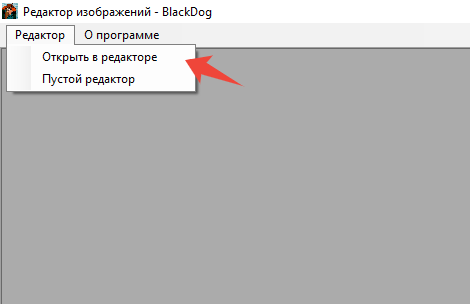 Редактор изображений - BlackDog
Редактор О программе
Открыть в редакторе
Пустой редактор